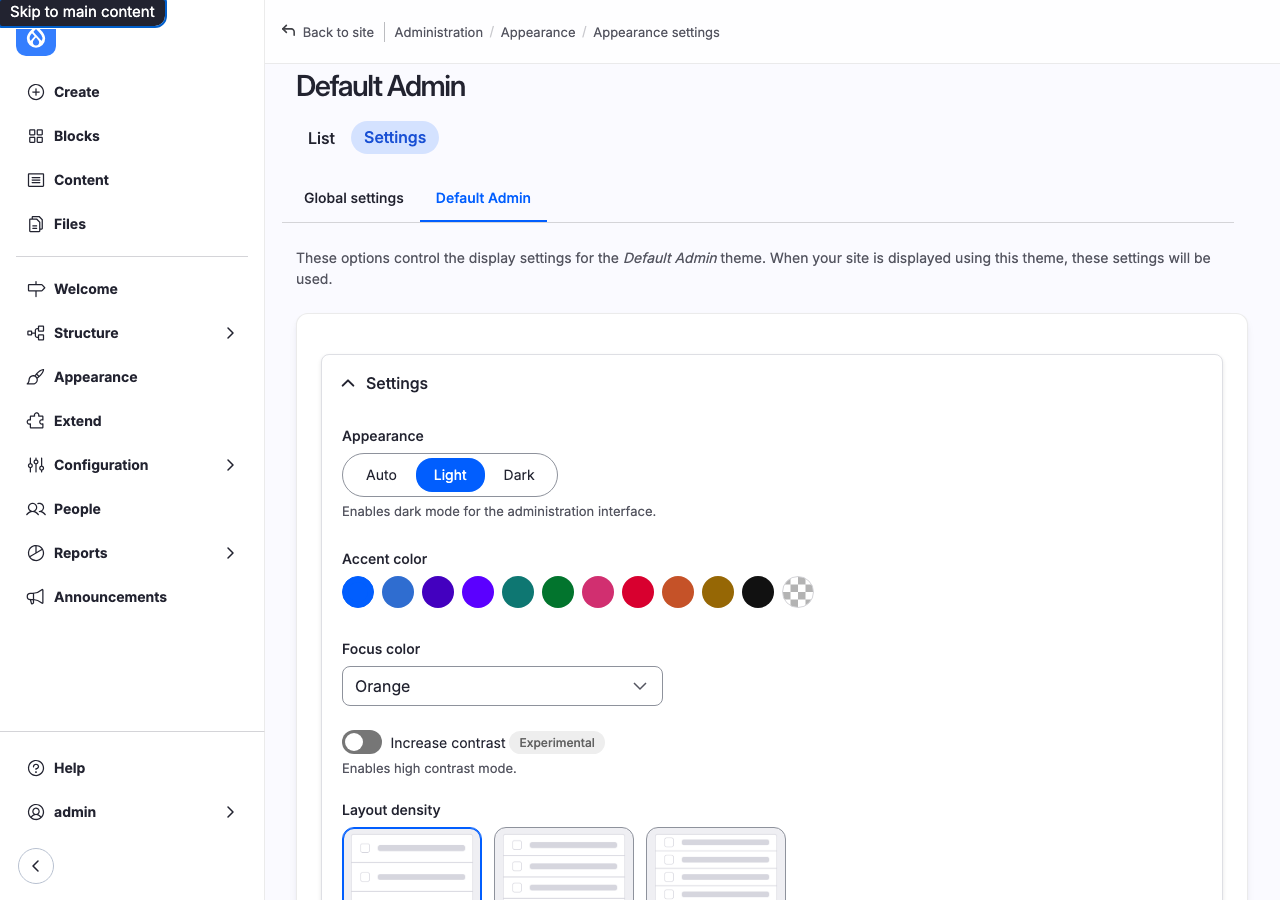 Skip to main content
Create
Blocks
Content
Files
Welcome
Structure
Appearance
Extend
Configuration
People
Reports
Announcements
Help
admin
Back to site
Administration / Appearance / Appearance settings
Default Admin
List
Settings
Global settings
Default Admin
These options control the display settings for the Default Admin theme. When your site is displayed using this theme, these settings will be
used.
Settings
Appearance
Auto
Light
Dark
Enables dark mode for the administration interface.
Accent color
Focus color
Orange
Increase contrast
Experimental
Enables high contrast mode.
Layout density